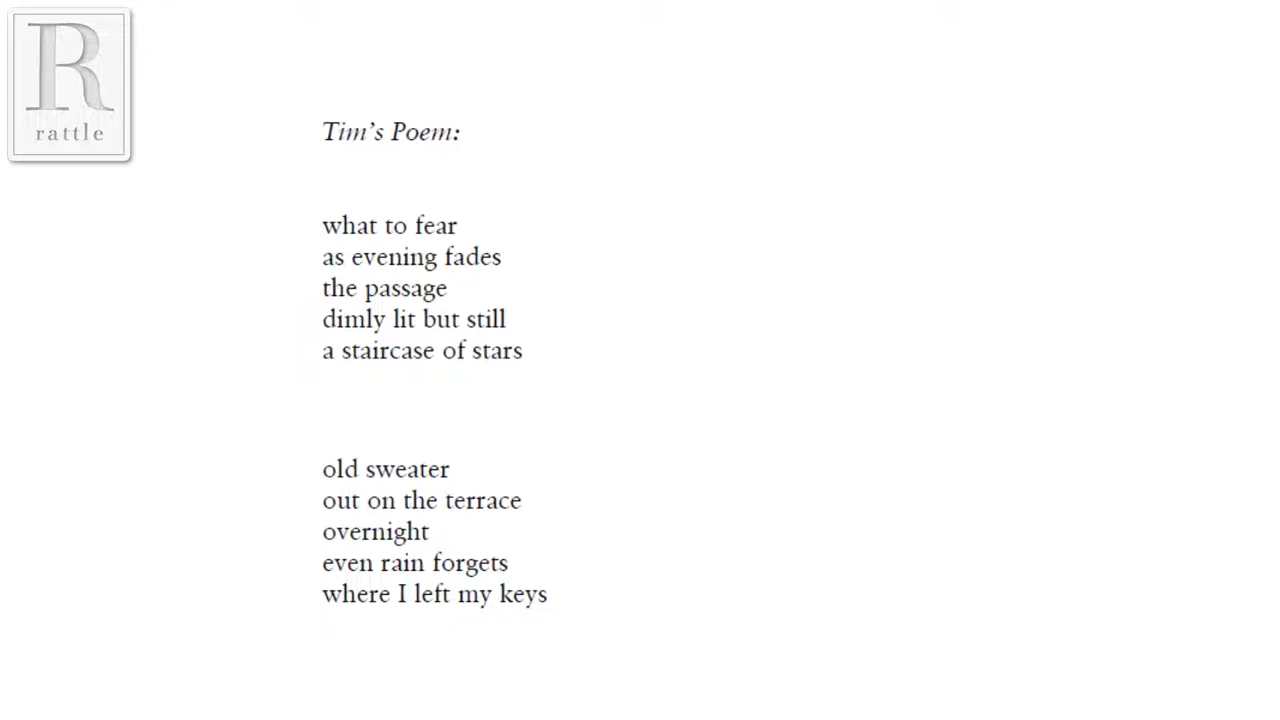 R
rattle
Tim's Poem:
what to fear
as evening fades
the passage
dimly lit but still
a staircase of stars
old sweater
out on the terrace
overnight
even rain forgets
where I left my keys